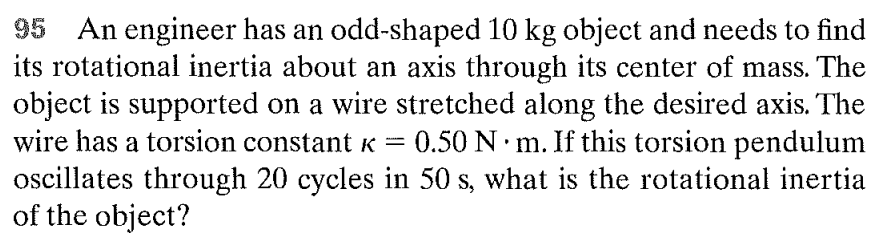 95 An engineer has an odd-shaped 10 kg object and needs to find
its rotational inertia about an axis through its center of mass. The
object is supported on a wire stretched along the desired axis. The
wire has a torsion constant κ = 0.50 N · m. If this torsion pendulum
oscillates through 20 cycles in 50 s, what is the rotational inertia
of the object?